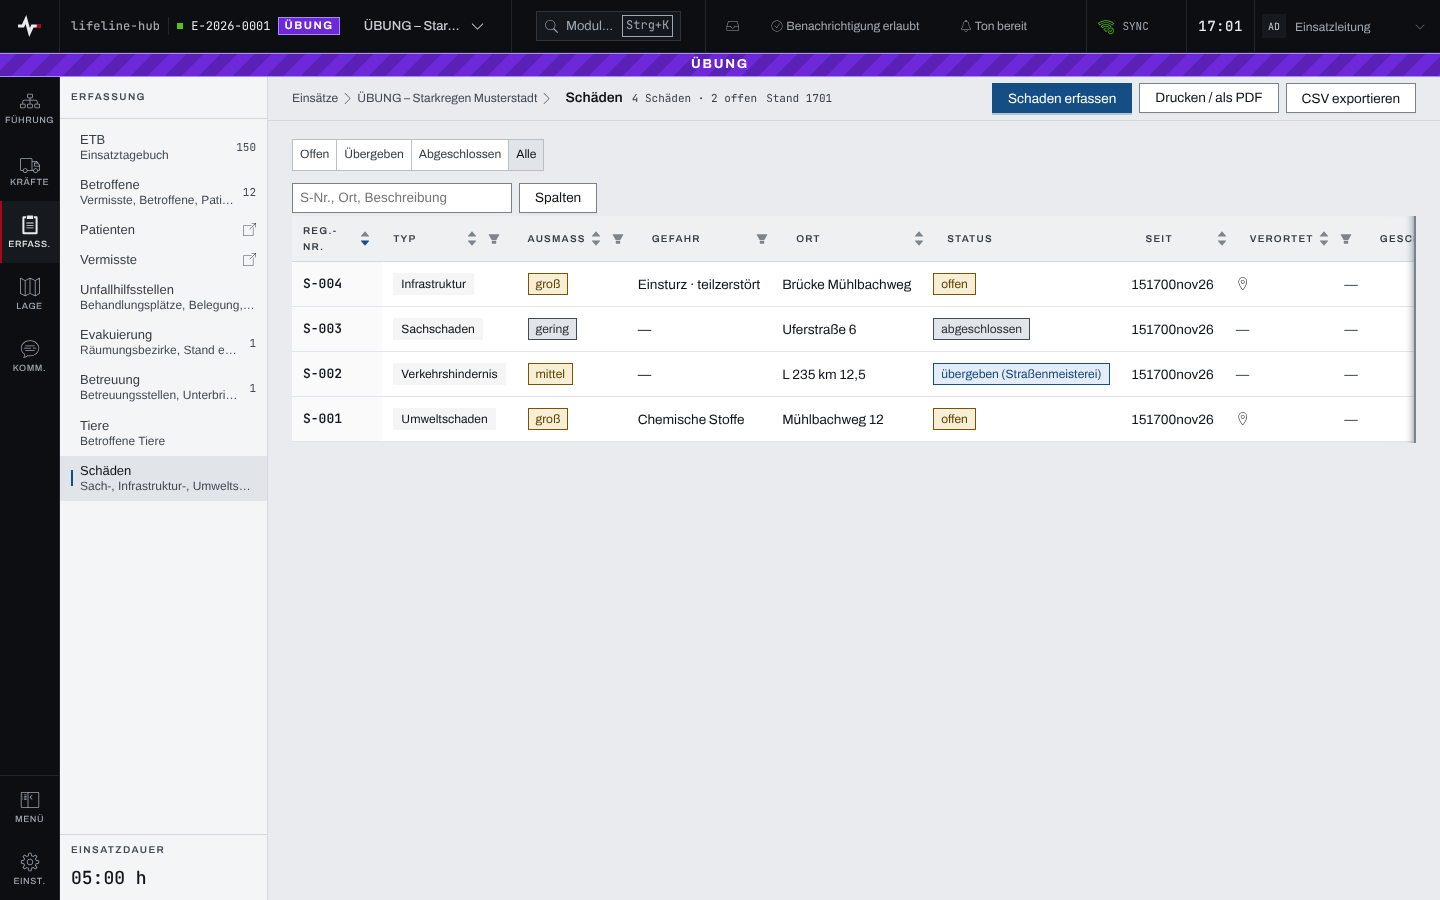 lifeline-hub E-2026-0001 ÜBUNG ÜBUNG – Star... Modul... Strg+K Benachrichtigung erlaubt Ton bereit SYNC 17:01 AD Einsatzleitung
ÜBUNG
FÜHRUNG
KRÄFTE
ERFASS.
LAGE
KOMM.
MENÜ
EINST.
ERFASSUNG
ETB
Einsatztagebuch 150
Betroffene
Vermisste, Betroffene, Pati... 12
Patienten
Vermisste
Unfallhilfsstellen
Behandlungsplätze, Belegung,...
Evakuierung
Räumungsbezirke, Stand e... 1
Betreuung
Betreuungsstellen, Unterbri... 1
Tiere
Betroffene Tiere
Schäden
Sach-, Infrastruktur-, Umwelts...
EINSATZDAUER
05:00 h
Einsätze ÜBUNG – Starkregen Musterstadt Schäden 4 Schäden · 2 offen Stand 1701 Schaden erfassen Drucken / als PDF CSV exportieren
Offen Übergeben Abgeschlossen Alle
S-Nr., Ort, Beschreibung Spalten
REG.-NR. TYP AUSMASS GEFAHR ORT STATUS SEIT VERORTET GESC
S-004 Infrastruktur groß Einsturz · teilzerstört Brücke Mühlbachweg offen 151700nov26 —
S-003 Sachschaden gering — Uferstraße 6 abgeschlossen 151700nov26 — —
S-002 Verkehrshindernis mittel — L 235 km 12,5 übergeben (Straßenmeisterei) 151700nov26 — —
S-001 Umweltschaden groß Chemische Stoffe Mühlbachweg 12 offen 151700nov26 —